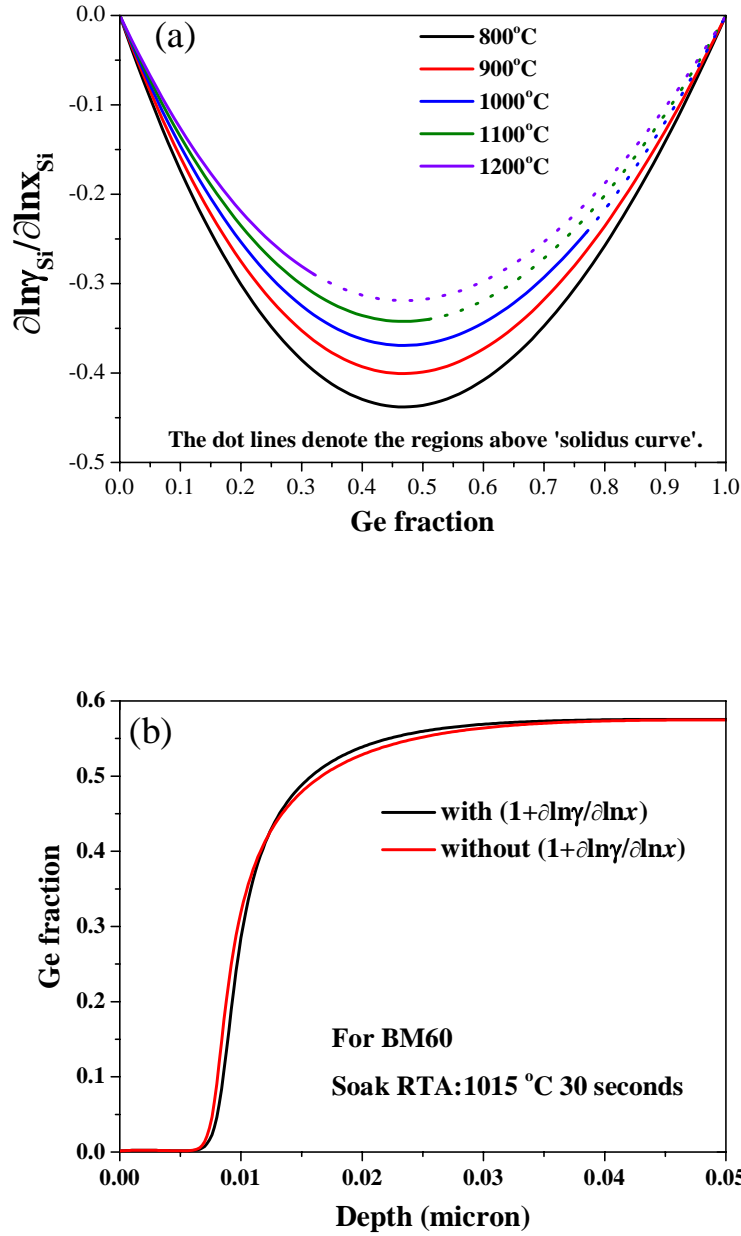 (a)
800°C
900°C
1000°C
1100°C
1200°C
∂lnγSi/∂lnxSi
0.0
-0.1
-0.2
-0.3
-0.4
-0.5
The dot lines denote the regions above 'solidus curve'.
0.0 0.1 0.2 0.3 0.4 0.5 0.6 0.7 0.8 0.9 1.0
Ge fraction
(b)
with (1+∂lnγ/∂lnx)
without (1+∂lnγ/∂lnx)
Ge fraction
0.6
0.5
0.4
0.3
0.2
0.1
0.0
For BM60
Soak RTA:1015 °C 30 seconds
0.00 0.01 0.02 0.03 0.04 0.05
Depth (micron)